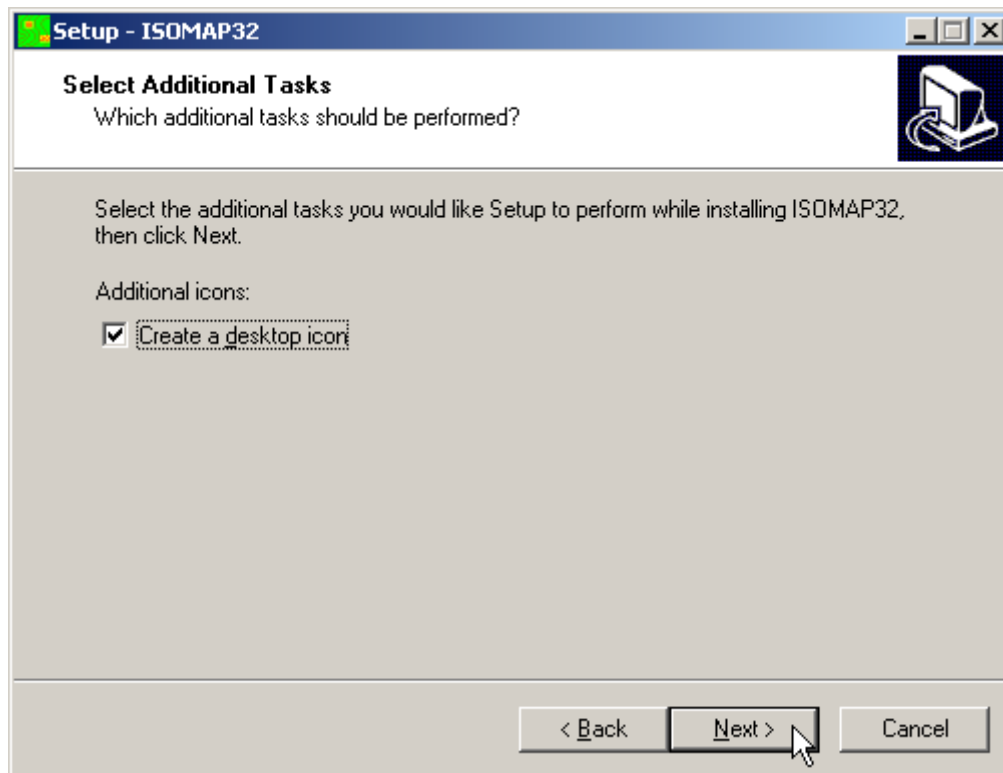 Setup - ISOMAP32
Select Additional Tasks
Which additional tasks should be performed?
Select the additional tasks you would like Setup to perform while installing ISOMAP32,
then click Next.
Additional icons:
Create a desktop icon
< Back
Next >
Cancel